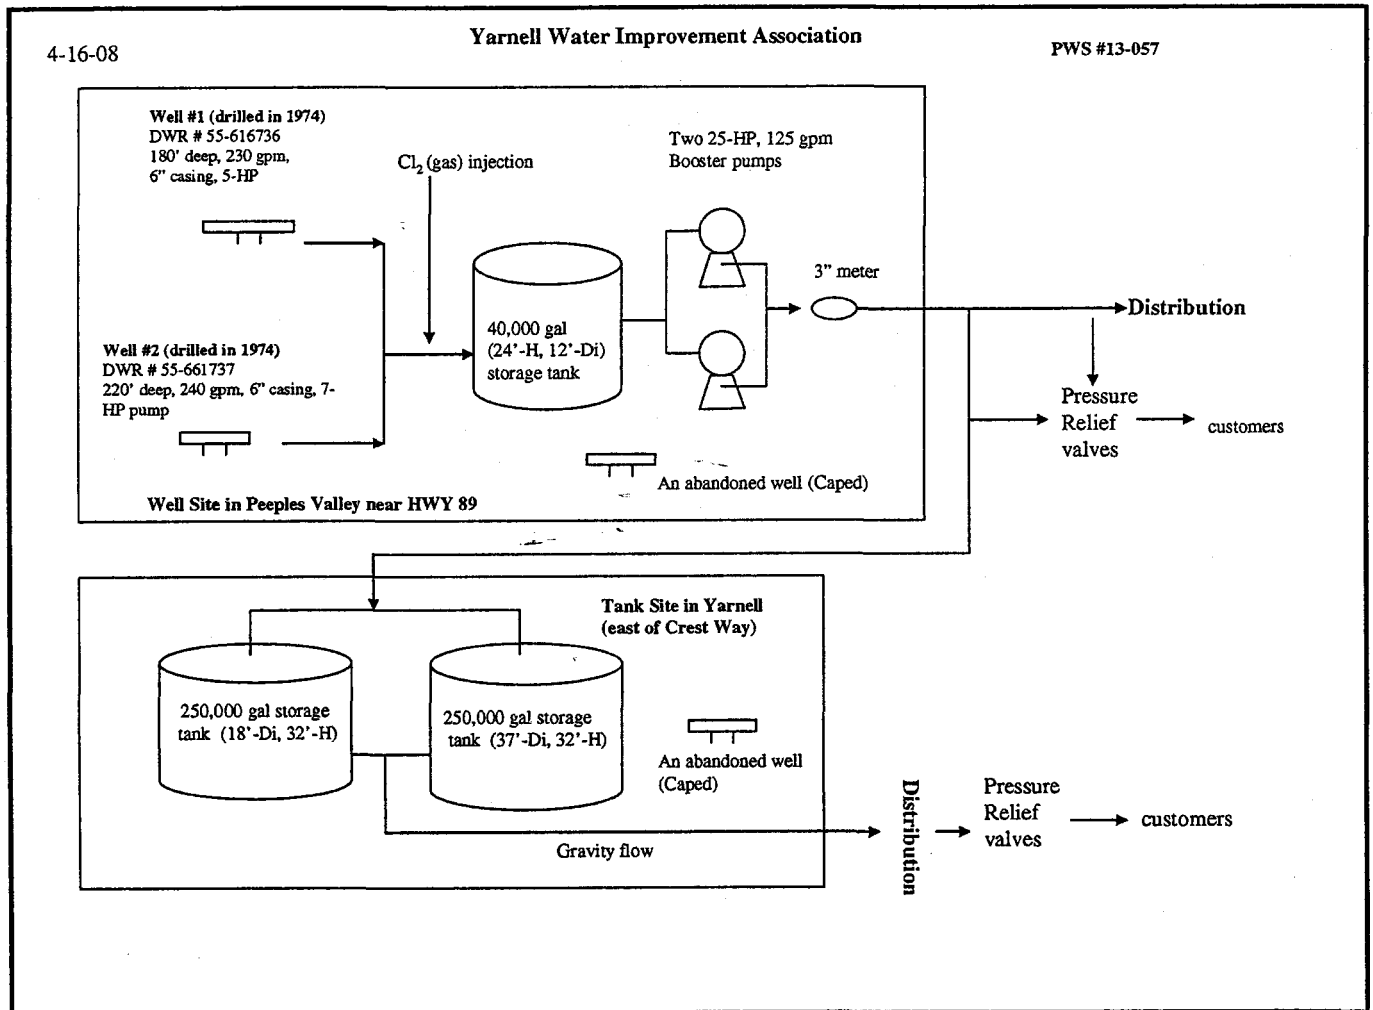 Yarnell Water Improvement Association
4-16-08
PWS #13-057
Well #1 (drilled in 1974)
DWR # 55-616736
180' deep, 230 gpm,
6" casing, 5-HP
Cl₂ (gas) injection
Two 25-HP, 125 gpm
Booster pumps
3" meter
40,000 gal
(24'-H, 12'-Di)
storage tank
Distribution
Well #2 (drilled in 1974)
DWR # 55-661737
220' deep, 240 gpm, 6" casing, 7-
HP pump
Pressure
Relief
valves
customers
An abandoned well (Caped)
Well Site in Peeples Valley near HWY 89
Tank Site in Yarnell
(east of Crest Way)
250,000 gal storage
tank (18'-Di, 32'-H)
250,000 gal storage
tank (37'-Di, 32'-H)
An abandoned well
(Caped)
Gravity flow
Distribution
Pressure
Relief
valves
customers